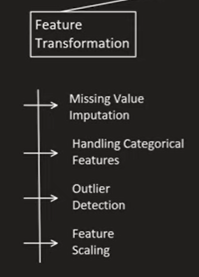 Feature
Transformation
Missing Value
Imputation
Handling Categorical
Features
Outlier
Detection
Feature
Scaling